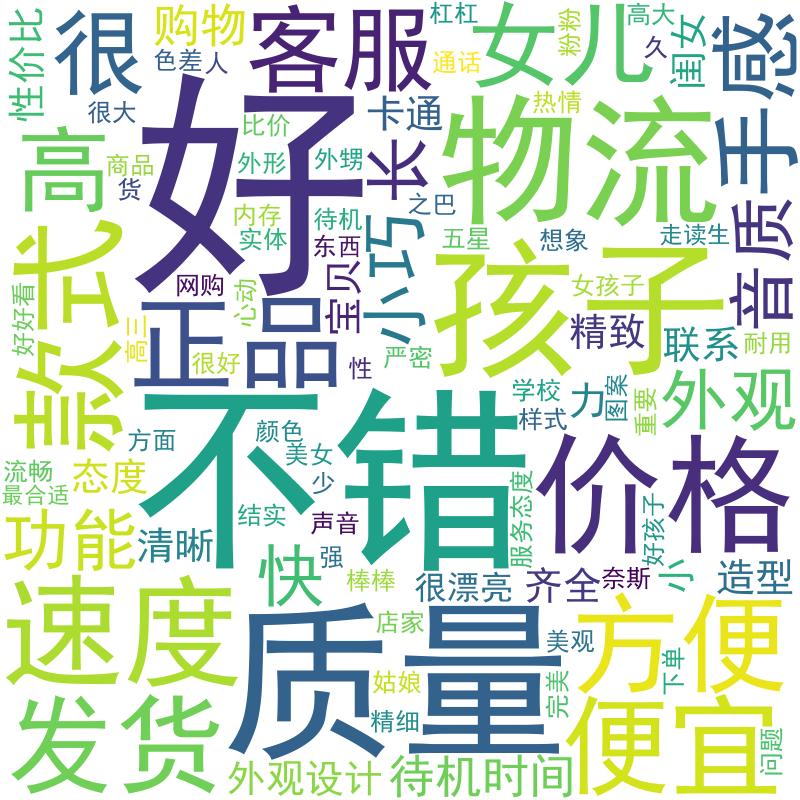 性价比
很
很大
购物
色差
人
客服
杠杠
通话
女儿
粉粉
高大
久
闺女
手感
高
商品
货
好
比价
外形
外甥
内存
待机
实体
东西
卡通
长
之巴
热情
物流
五星
想象
走读生
音质
款式
好好看
高三
网购
心动
宝贝
小巧
孩子
女孩子
精致
联系
耐用
正品
很好
性
严密
不错
学校
样式
力
图案
重要
外观
方面
颜色
美女
少
流畅
最合适
态度
功能
清晰
结实
声音
强
服务态度
价格
好孩子
速度
快
棒棒
很漂亮
齐全
奈斯
小
造型
质量
店家
姑娘
精细
美观
完美
方便
下单
发货
外观设计
待机时间
便宜
问题